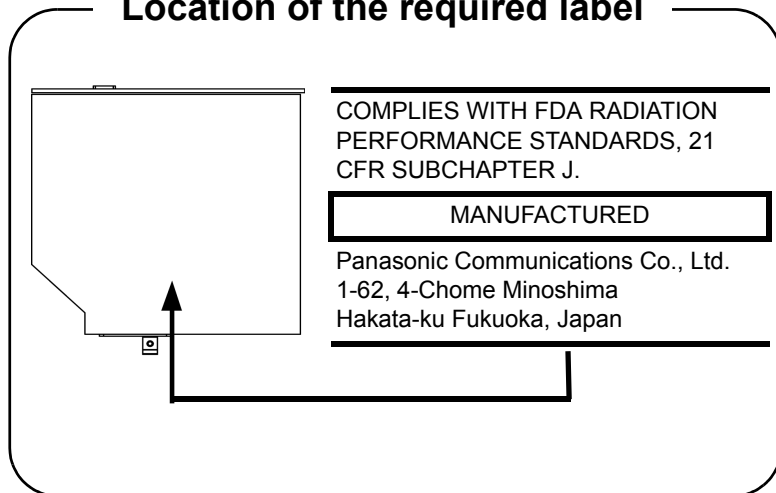 Location of the required label
COMPLIES WITH FDA RADIATION
PERFORMANCE STANDARDS, 21
CFR SUBCHAPTER J.
MANUFACTURED
Panasonic Communications Co., Ltd.
1-62, 4-Chome Minoshima
Hakata-ku Fukuoka, Japan